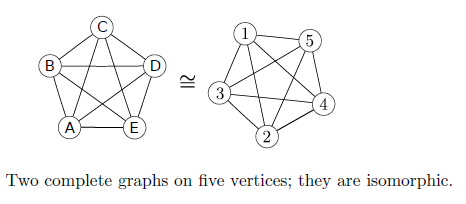 C
B
D
A
E
≅
1
5
3
4
2
Two complete graphs on five vertices; they are isomorphic.